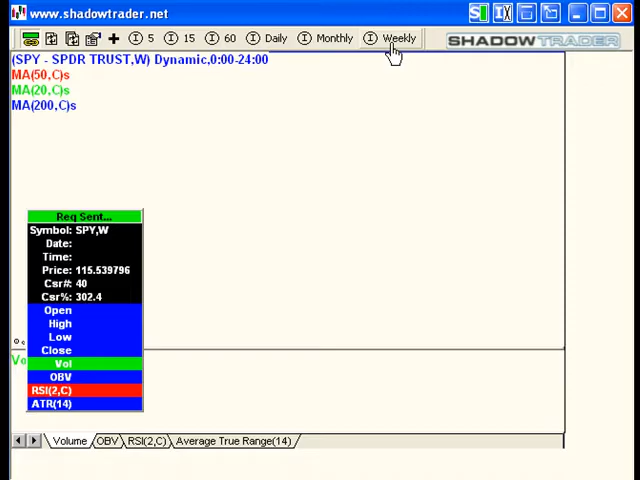 www.shadowtrader.net
5 15 60 Daily Monthly Weekly SHADOWTRADER
(SPY - SPDR TRUST,W) Dynamic,0:00-24:00
MA(50,C)s
MA(20,C)s
MA(200,C)s
Req Sent...
Symbol: SPY,W
Date:
Time:
Price: 115.539796
Csr#: 40
Csr%: 302.4
Open
High
Low
Close
Vol
OBV
RSI(2,C)
ATR(14)
Volume OBV RSI(2,C) Average True Range(14)